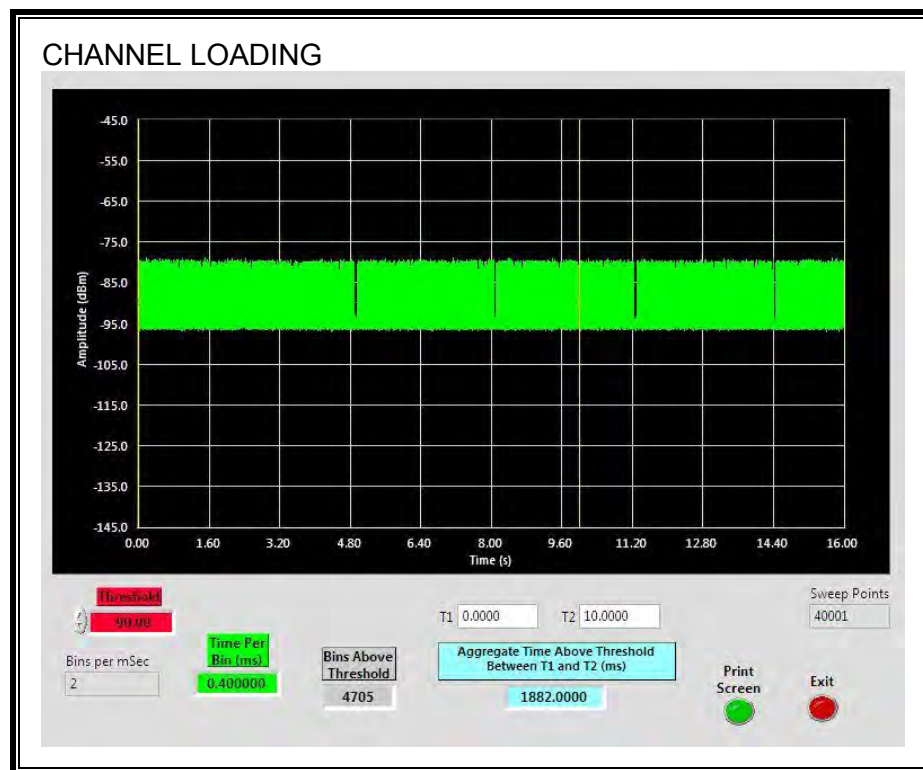 CHANNEL LOADING
-45.0
-55.0
-65.0
-75.0
-85.0
-95.0
-105.0
-115.0
-125.0
-135.0
-145.0
Amplitude (dBm)
0.00 1.60 3.20 4.80 6.40 8.00 9.60 11.20 12.80 14.40 16.00
Time (s)
Threshold
T1 0.0000 T2 10.0000
Sweep Points
40001
Bins per mSec
2
Time Per
Bin (ms)
0.400000
Bins Above
Threshold
4705
Aggregate Time Above Threshold
Between T1 and T2 (ms)
1882.0000
Print
Screen
Exit